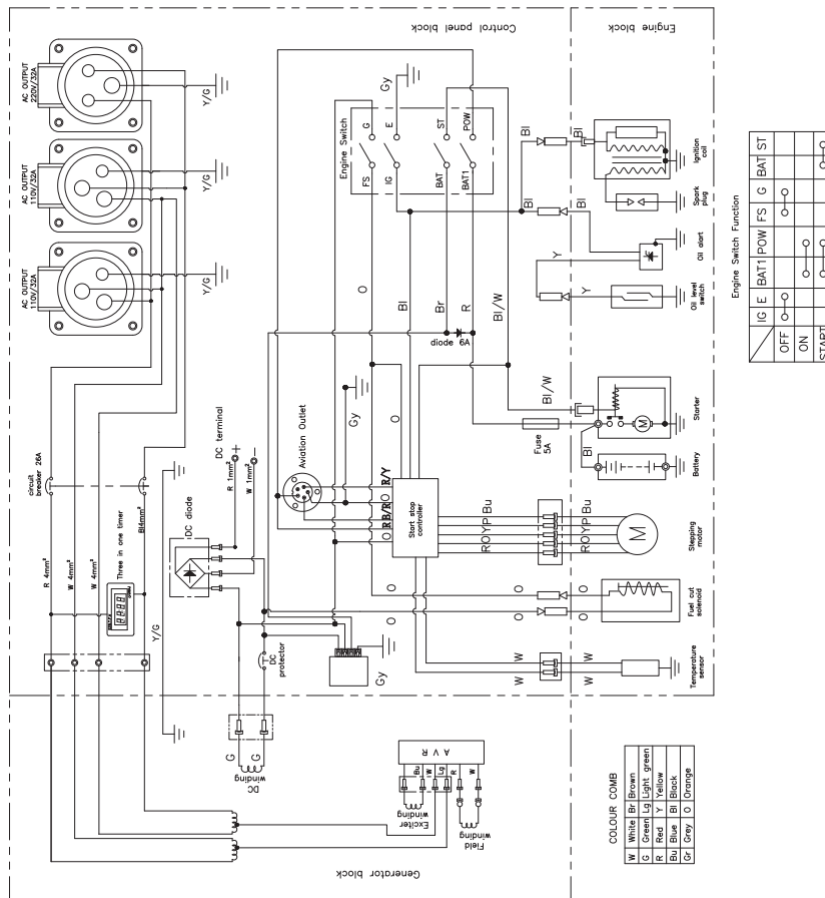 Control panel block
Engine block
AC OUTPUT
220V/32A
Y/G
AC OUTPUT
110V/32A
Y/G
AC OUTPUT
110V/32A
Y/G
Engine Switch
G
E
ST
POW
FS
IG
BAT
BAT1
Gy
Bl
Bl
Ignition
coil
Spark
plug
Bl
Bl
Oil alart
Y
Y
Oil level
switch
O
Bl
Br
R
Bl/W
diode 6A
Bl/W
Fuse
5A
Starter
Bl
Battery
Gy
O
Aviation Outlet
O RB/R O R/Y
Start stop
controller
ROYP Bu
ROYP Bu
M
M
Stepping
motor
O
O
O
O
Fuel cut
solenoid
W
W
W
W
Temperature
sensor
circuit
breaker 26A
R 4mm²
W 4mm²
W 4mm²
Bl4mm²
Three in one timer
Y/G
DC diode
DC terminal
+
−
R 1mm²
W 1mm²
DC
protector
Gy
G
G
DC
winding
A V R
Bu
W
Lg
R
W
Exciter
winding
Field
winding
Generator block
COLOUR COMB
W White Br Brown
G Green Lg Light green
R Red Y Yellow
Bu Blue Bl Black
Gr Grey O Orange
Engine Switch Function
IG E BAT1 POW FS G BAT ST
OFF
ON
START